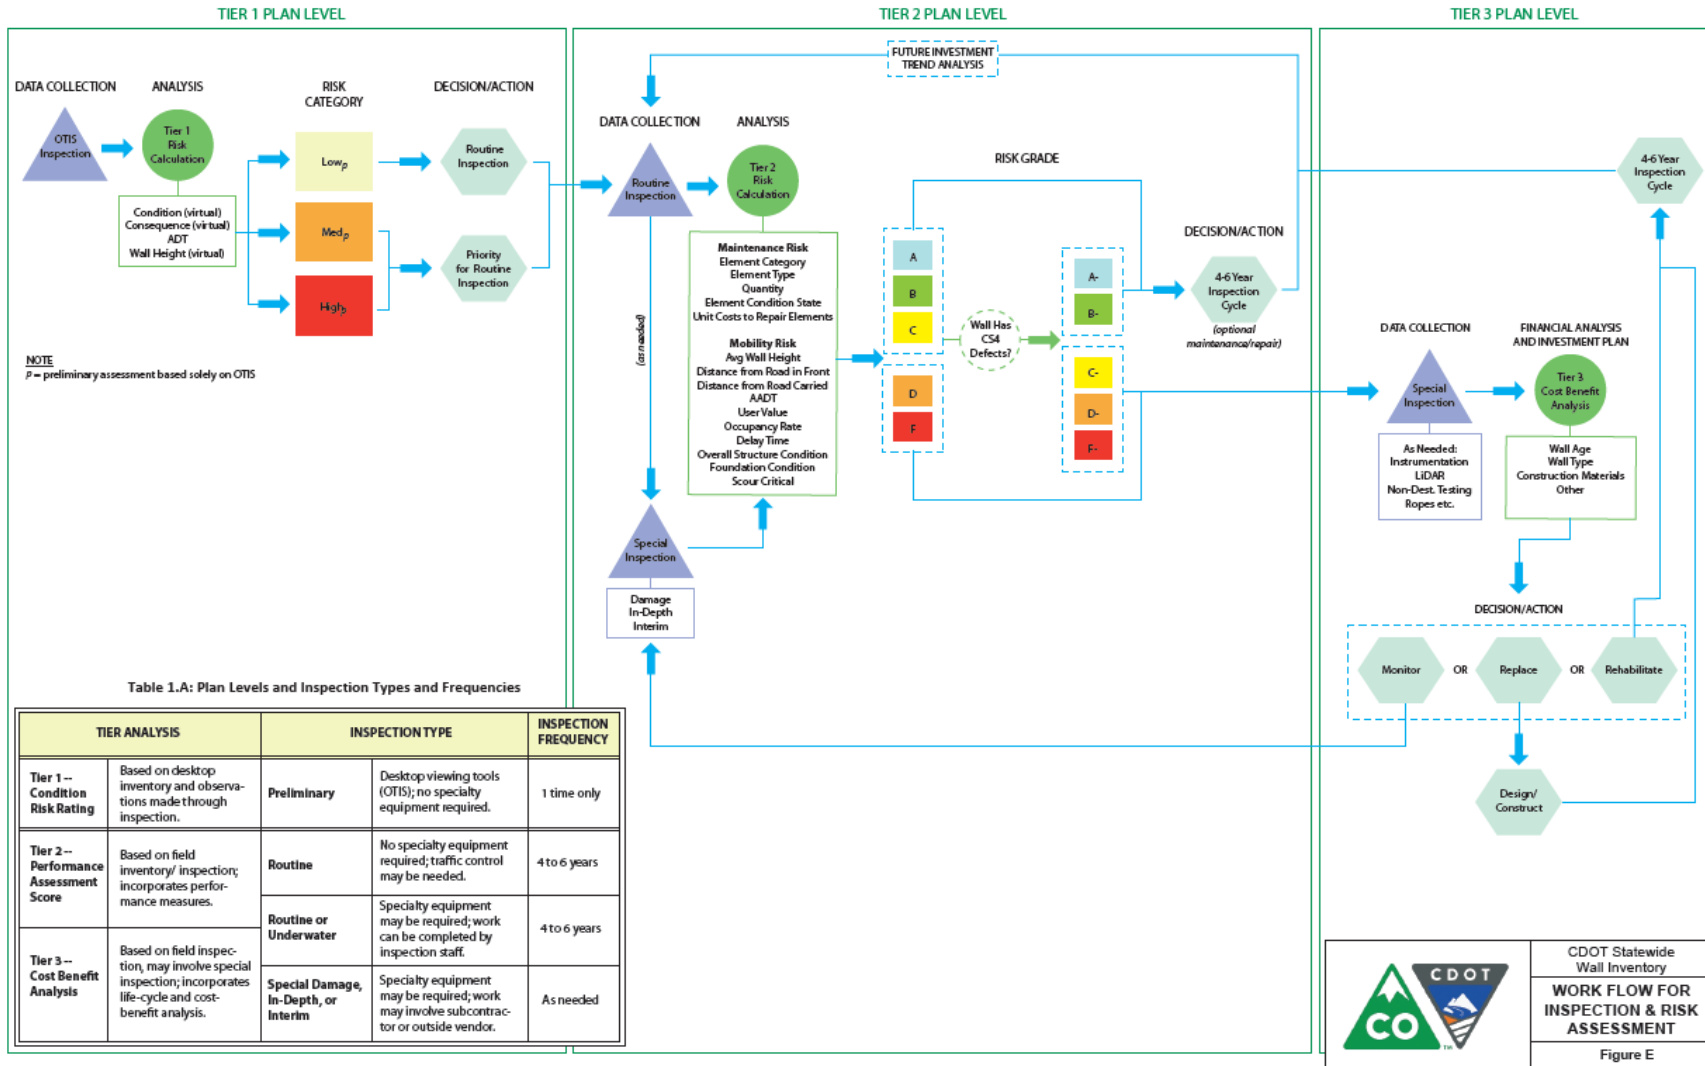 TIER 1 PLAN LEVEL
DATA COLLECTION
ANALYSIS
RISK
CATEGORY
DECISION/ACTION
OTIS
Inspection
Tier 1
Risk
Calculation
Condition (virtual)
Consequence (virtual)
ADT
Wall Height (virtual)
Lowp
Medp
Highp
Routine
Inspection
Priority
for Routine
Inspection
NOTE
p = preliminary assessment based solely on OTIS
TIER 2 PLAN LEVEL
FUTURE INVESTMENT
TREND ANALYSIS
DATA COLLECTION
ANALYSIS
RISK GRADE
Routine
Inspection
Tier 2
Risk
Calculation
Maintenance Risk
Element Category
Element Type
Quantity
Element Condition State
Unit Costs to Repair Elements
Mobility Risk
Avg Wall Height
Distance from Road in Front
Distance from Road Carried
AADT
User Value
Occupancy Rate
Delay Time
Overall Structure Condition
Foundation Condition
Scour Critical
(as needed)
Special
Inspection
Damage
In-Depth
Interim
A
B
C
D
F
Wall Has
CS4
Defects?
A-
B-
C-
D-
F-
DECISION/ACTION
4-6 Year
Inspection
Cycle
(optional
maintenance/repair)
TIER 3 PLAN LEVEL
4-6 Year
Inspection
Cycle
DATA COLLECTION
FINANCIAL ANALYSIS
AND INVESTMENT PLAN
Special
Inspection
Tier 3
Cost Benefit
Analysis
As Needed:
Instrumentation
LiDAR
Non-Dest. Testing
Ropes etc.
Wall Age
Wall Type
Construction Materials
Other
DECISION/ACTION
Monitor
OR
Replace
OR
Rehabilitate
Design/
Construct
Table 1.A: Plan Levels and Inspection Types and Frequencies
TIER ANALYSIS
INSPECTION TYPE
INSPECTION
FREQUENCY
Tier 1 --
Condition
Risk Rating
Based on desktop
inventory and observa-
tions made through
inspection.
Preliminary
Desktop viewing tools
(OTIS); no specialty
equipment required.
1 time only
Tier 2 --
Performance
Assessment
Score
Based on field
inventory/ inspection;
incorporates perfor-
mance measures.
Routine
No specialty equipment
required; traffic control
may be needed.
4 to 6 years
Routine or
Underwater
Specialty equipment
may be required; work
can be completed by
inspection staff.
4 to 6 years
Tier 3 --
Cost Benefit
Analysis
Based on field inspec-
tion, may involve special
inspection; incorporates
life-cycle and cost-
benefit analysis.
Special Damage,
In-Depth, or
Interim
Specialty equipment
may be required; work
may involve subcontrac-
tor or outside vendor.
As needed
CO
TM
CDOT
CDOT Statewide
Wall Inventory
WORK FLOW FOR
INSPECTION & RISK
ASSESSMENT
Figure E